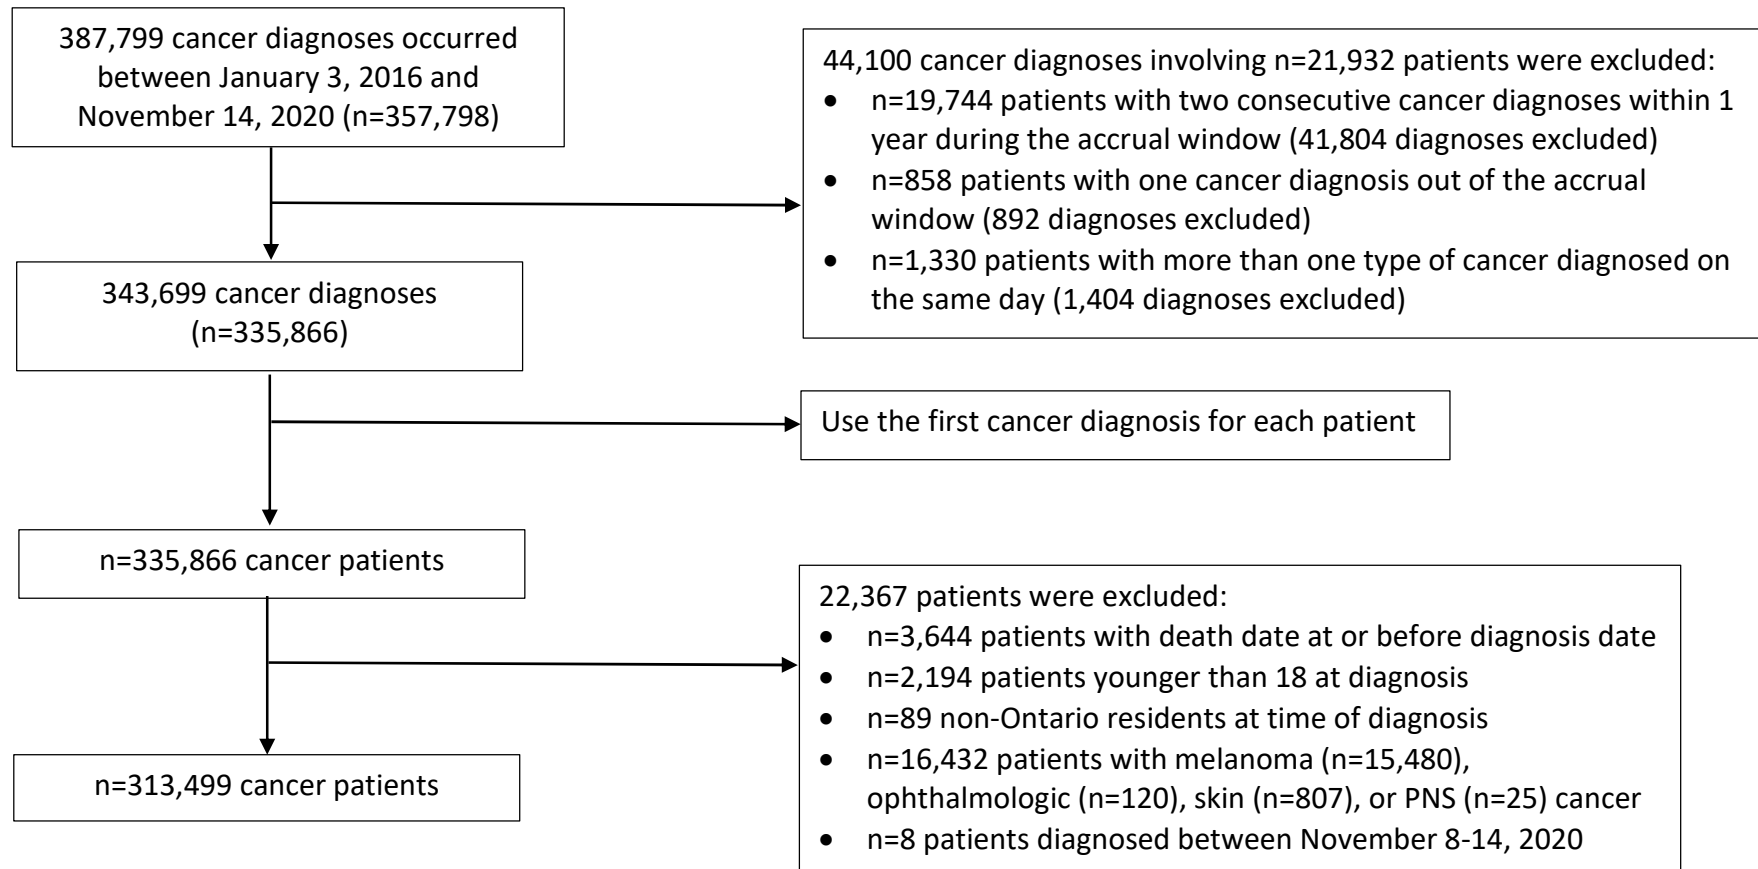 387,799 cancer diagnoses occurred
between January 3, 2016 and
November 14, 2020 (n=357,798)
44,100 cancer diagnoses involving n=21,932 patients were excluded:
• n=19,744 patients with two consecutive cancer diagnoses within 1
year during the accrual window (41,804 diagnoses excluded)
• n=858 patients with one cancer diagnosis out of the accrual
window (892 diagnoses excluded)
• n=1,330 patients with more than one type of cancer diagnosed on
the same day (1,404 diagnoses excluded)
343,699 cancer diagnoses
(n=335,866)
Use the first cancer diagnosis for each patient
n=335,866 cancer patients
22,367 patients were excluded:
• n=3,644 patients with death date at or before diagnosis date
• n=2,194 patients younger than 18 at diagnosis
• n=89 non-Ontario residents at time of diagnosis
• n=16,432 patients with melanoma (n=15,480),
ophthalmologic (n=120), skin (n=807), or PNS (n=25) cancer
• n=8 patients diagnosed between November 8-14, 2020
n=313,499 cancer patients